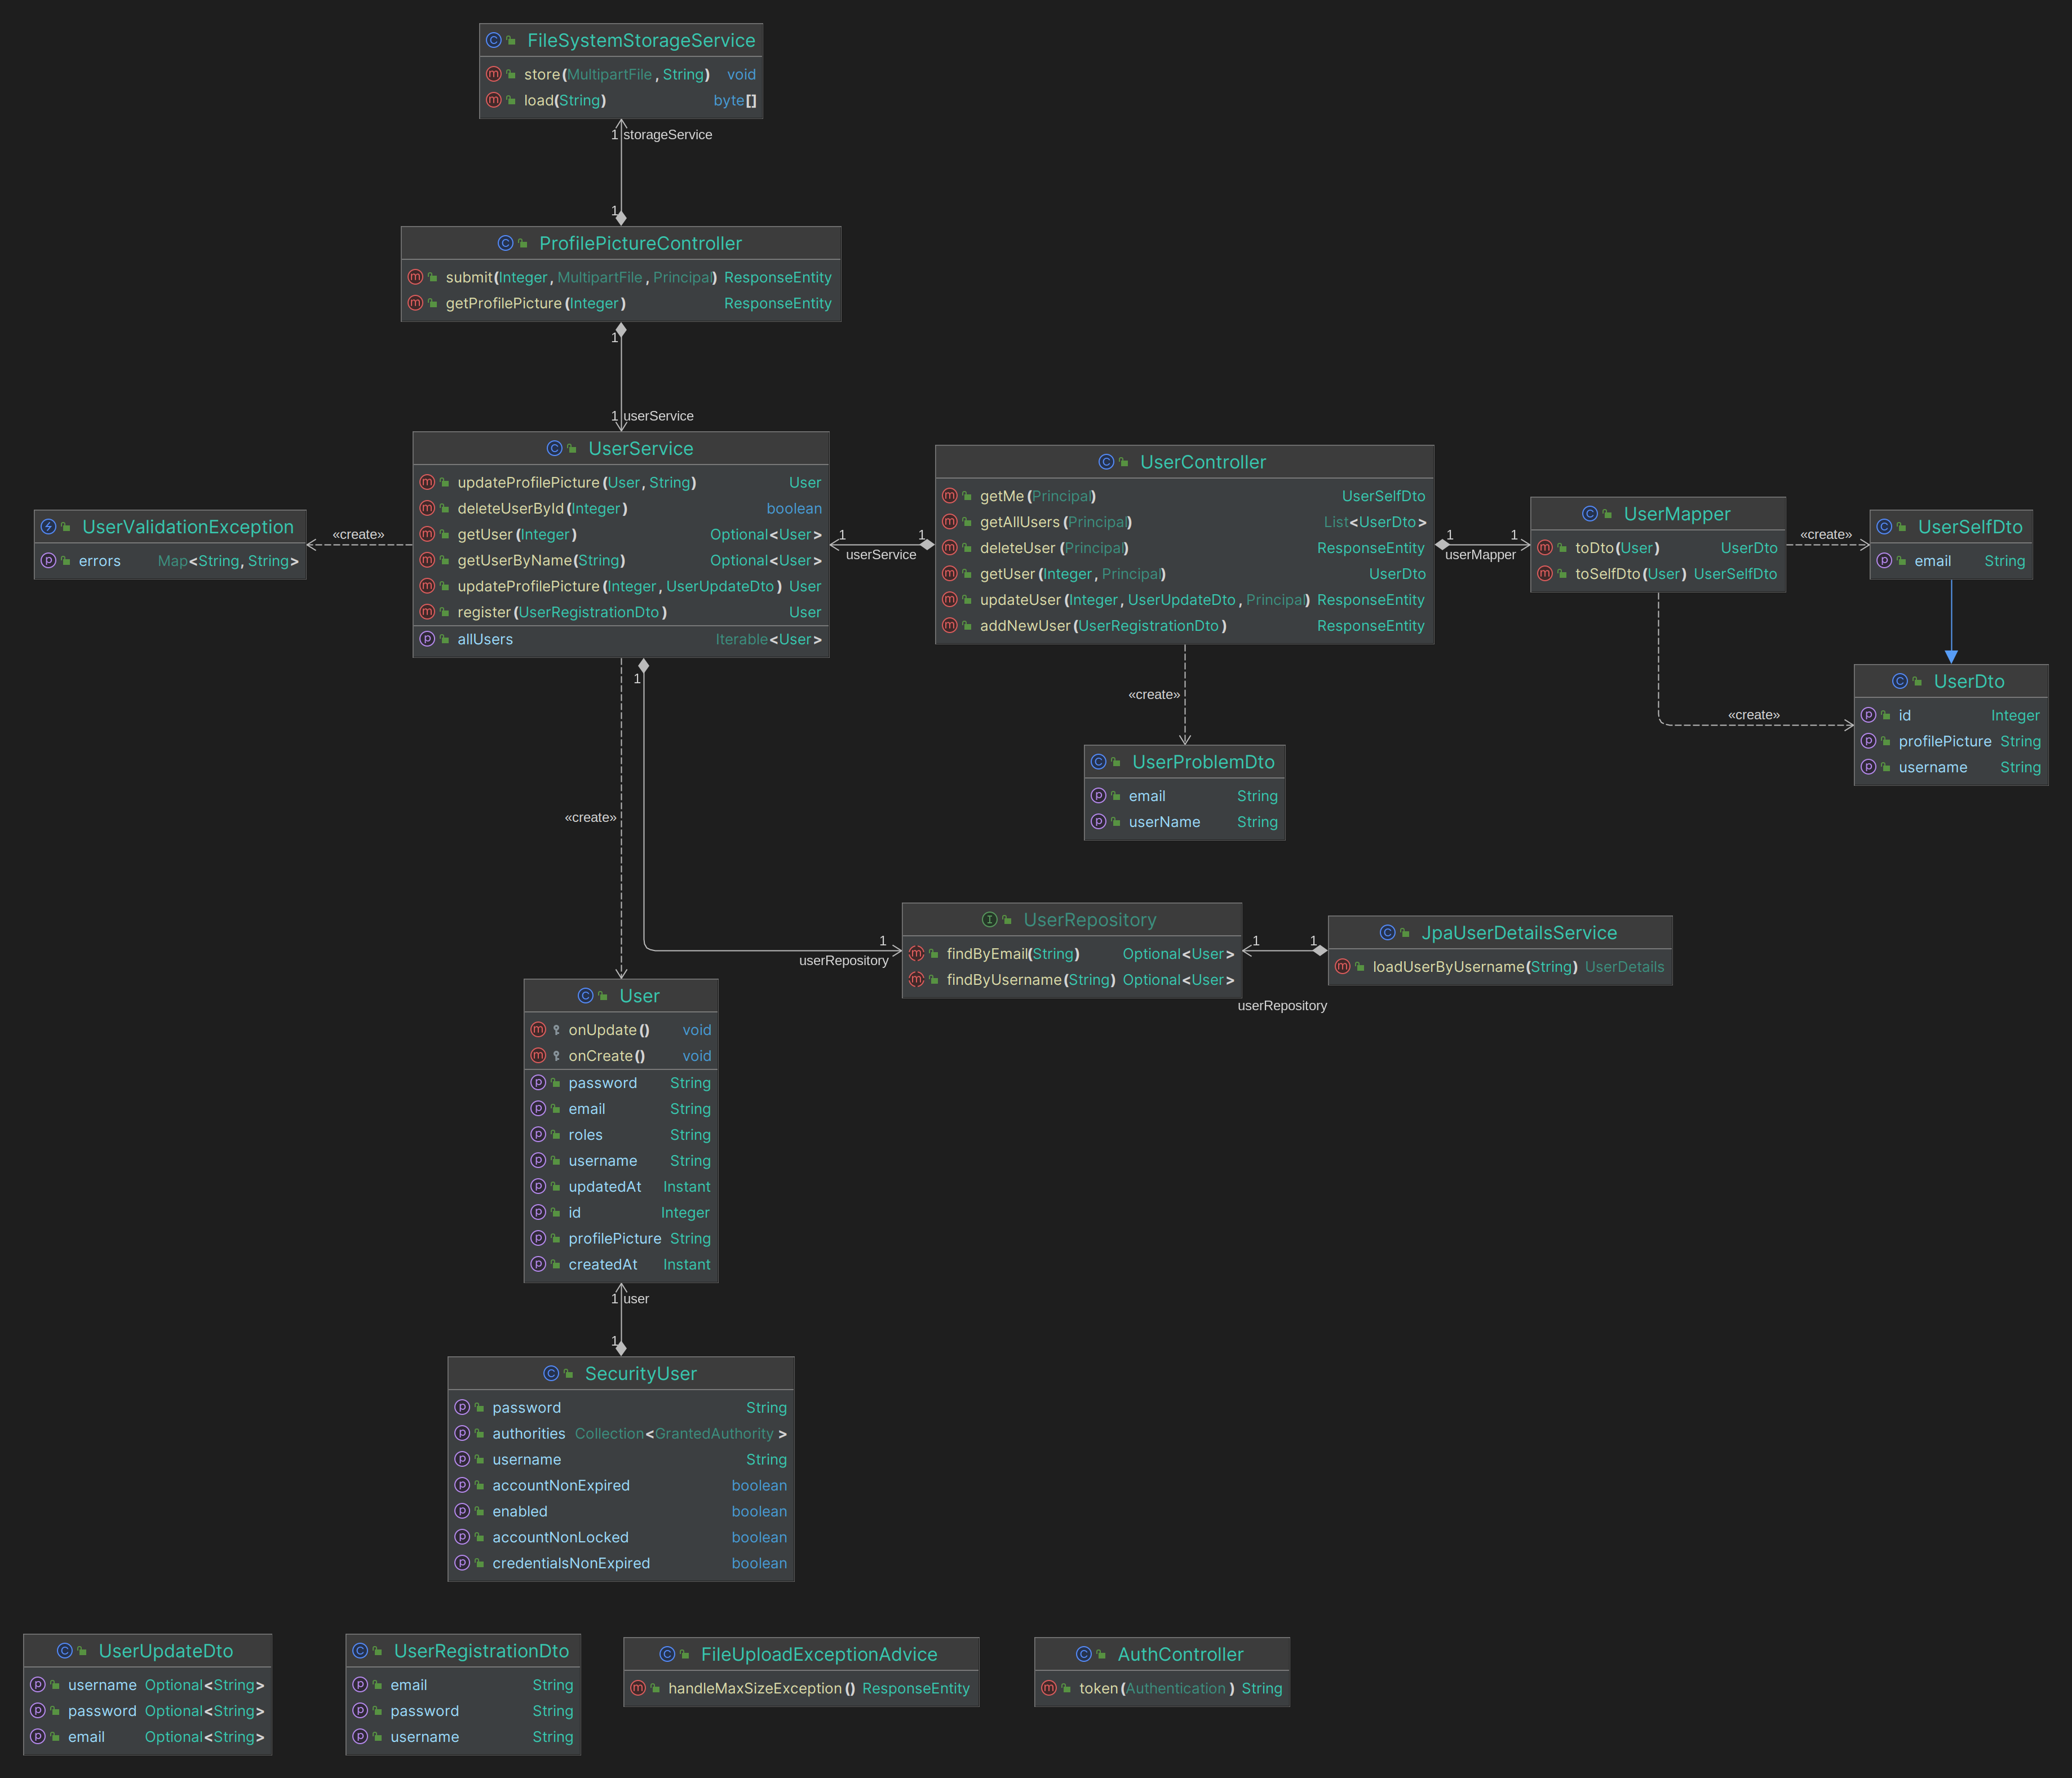 FileSystemStorageService
store(MultipartFile, String) void
load(String) byte[]
1 storageService
1
ProfilePictureController
submit(Integer, MultipartFile, Principal) ResponseEntity
getProfilePicture(Integer) ResponseEntity
1
1 userService
UserService
updateProfilePicture(User, String) User
deleteUserById(Integer) boolean
getUser(Integer) Optional<User>
getUserByName(String) Optional<User>
updateProfilePicture(Integer, UserUpdateDto) User
register(UserRegistrationDto) User
allUsers Iterable<User>
UserValidationException
errors Map<String, String>
«create»
1 1
userService
UserController
getMe(Principal) UserSelfDto
getAllUsers(Principal) List<UserDto>
deleteUser(Principal) ResponseEntity
getUser(Integer, Principal) UserDto
updateUser(Integer, UserUpdateDto, Principal) ResponseEntity
addNewUser(UserRegistrationDto) ResponseEntity
1 1
userMapper
UserMapper
toDto(User) UserDto
toSelfDto(User) UserSelfDto
«create»
UserSelfDto
email String
«create»
UserDto
id Integer
profilePicture String
username String
«create»
UserProblemDto
email String
userName String
1
«create»
1
userRepository
UserRepository
findByEmail(String) Optional<User>
findByUsername(String) Optional<User>
1 1
userRepository
JpaUserDetailsService
loadUserByUsername(String) UserDetails
User
onUpdate() void
onCreate() void
password String
email String
roles String
username String
updatedAt Instant
id Integer
profilePicture String
createdAt Instant
1 user
1
SecurityUser
password String
authorities Collection<GrantedAuthority>
username String
accountNonExpired boolean
enabled boolean
accountNonLocked boolean
credentialsNonExpired boolean
UserUpdateDto
username Optional<String>
password Optional<String>
email Optional<String>
UserRegistrationDto
email String
password String
username String
FileUploadExceptionAdvice
handleMaxSizeException() ResponseEntity
AuthController
token(Authentication) String